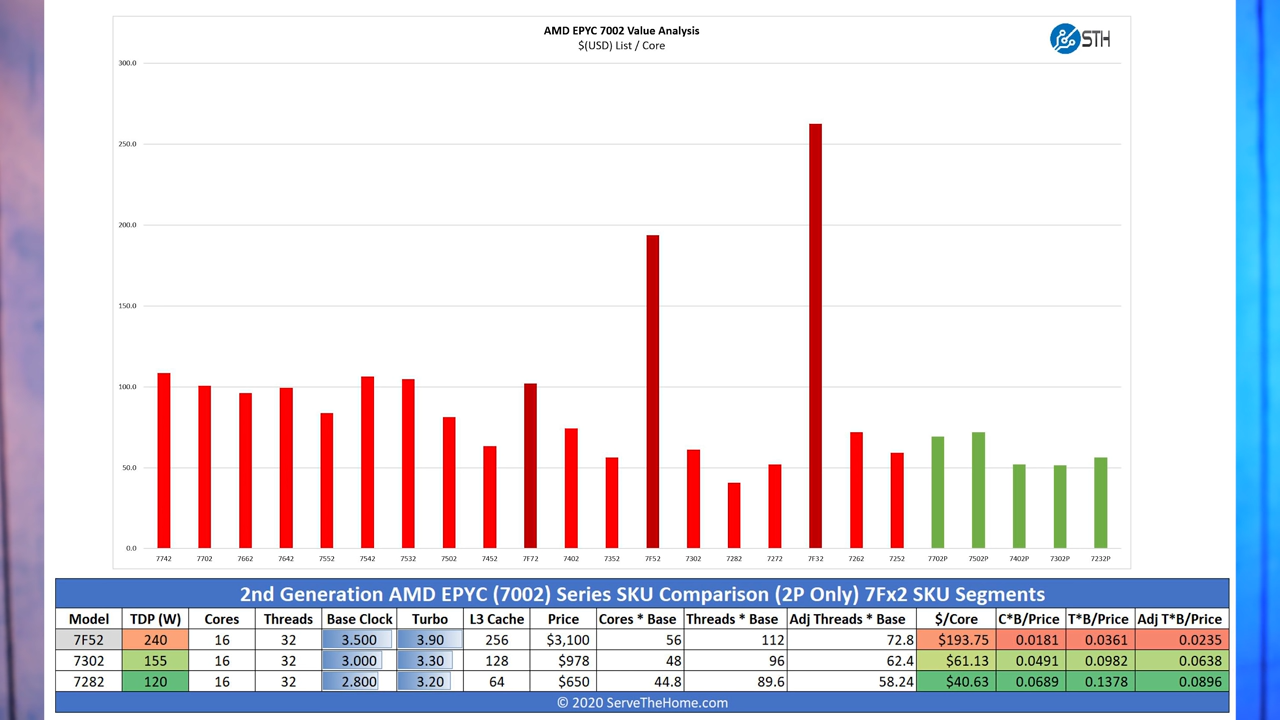 AMD EPYC 7002 Value Analysis
$(USD) List / Core
STH
300.0
250.0
200.0
150.0
100.0
50.0
0.0
7742 7702 7662 7642 7552 7542 7532 7502 7452 7F72 7402 7352 7F52 7302 7282 7272 7F32 7262 7252 7702P 7502P 7402P 7302P 7232P
2nd Generation AMD EPYC (7002) Series SKU Comparison (2P Only) 7Fx2 SKU Segments
Model TDP (W) Cores Threads Base Clock Turbo L3 Cache Price Cores * Base Threads * Base Adj Threads * Base $/Core C*B/Price T*B/Price Adj T*B/Price
7F52 240 16 32 3.500 3.90 256 $3,100 56 112 72.8 $193.75 0.0181 0.0361 0.0235
7302 155 16 32 3.000 3.30 128 $978 48 96 62.4 $61.13 0.0491 0.0982 0.0638
7282 120 16 32 2.800 3.20 64 $650 44.8 89.6 58.24 $40.63 0.0689 0.1378 0.0896
© 2020 ServeTheHome.com